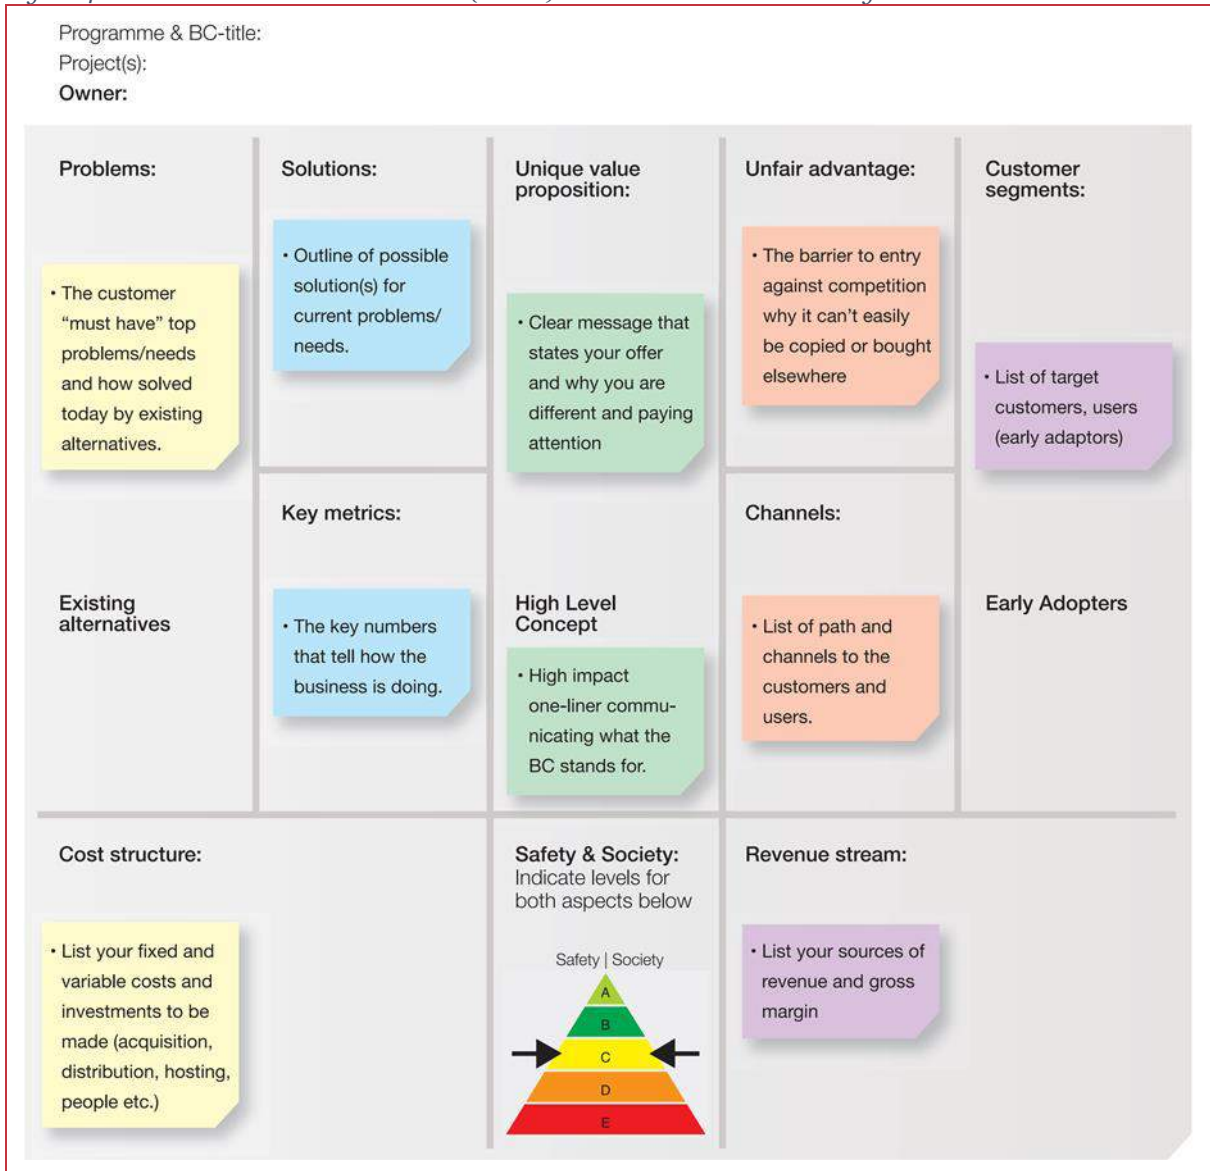 Programme & BC-title:
Project(s):
Owner:
Problems:
• The customer
“must have” top
problems/needs
and how solved
today by existing
alternatives.
Existing
alternatives
Solutions:
• Outline of possible
solution(s) for
current problems/
needs.
Key metrics:
• The key numbers
that tell how the
business is doing.
Unique value
proposition:
• Clear message that
states your offer
and why you are
different and paying
attention
High Level
Concept
• High impact
one-liner commu-
nicating what the
BC stands for.
Unfair advantage:
• The barrier to entry
against competition
why it can’t easily
be copied or bought
elsewhere
Channels:
• List of path and
channels to the
customers and
users.
Customer
segments:
• List of target
customers, users
(early adaptors)
Early Adopters
Cost structure:
• List your fixed and
variable costs and
investments to be
made (acquisition,
distribution, hosting,
people etc.)
Safety & Society:
Indicate levels for
both aspects below
Safety | Society
A
B
C
D
E
Revenue stream:
• List your sources of
revenue and gross
margin